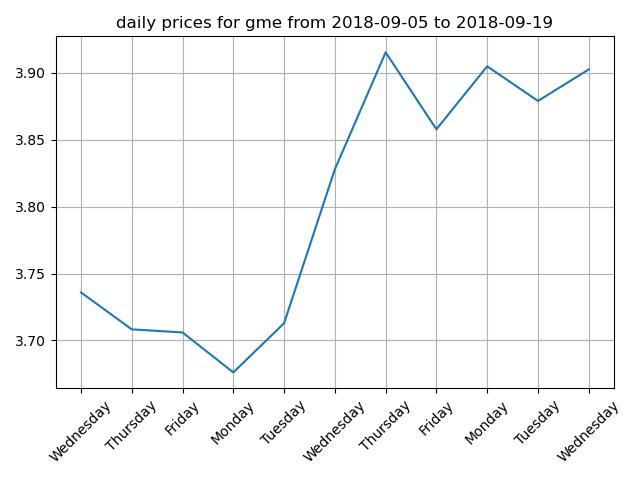 daily prices for gme from 2018-09-05 to 2018-09-19
3.90
3.85
3.80
3.75
3.70
Wednesday
Thursday
Friday
Monday
Tuesday
Wednesday
Thursday
Friday
Monday
Tuesday
Wednesday